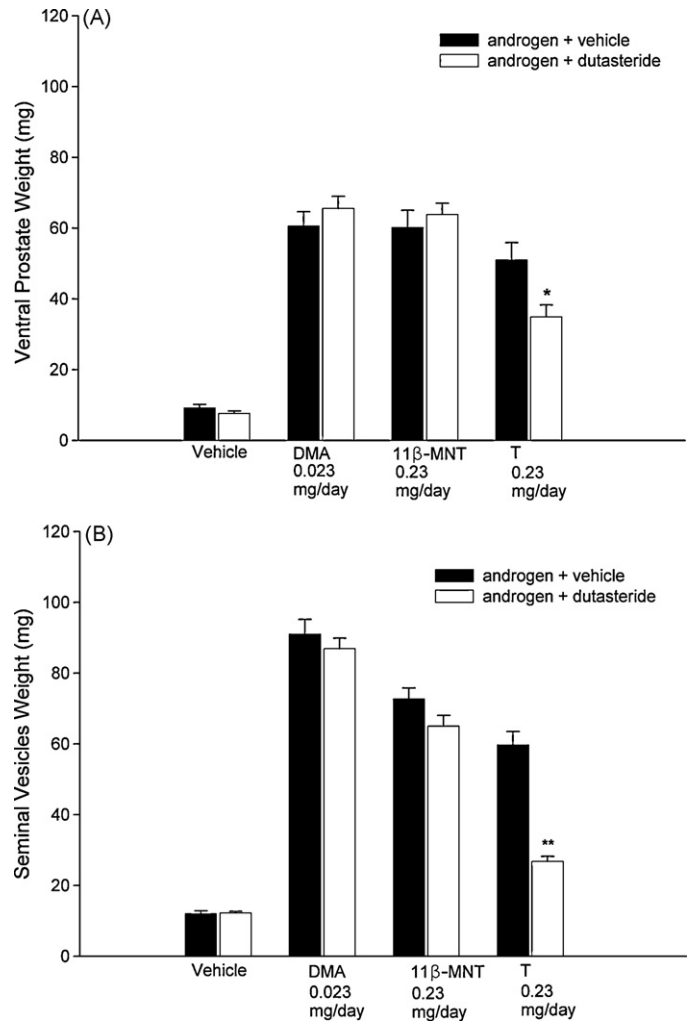 (A)
120
100
80
60
40
20
0
Ventral Prostate Weight (mg)
androgen + vehicle
androgen + dutasteride
*
Vehicle
DMA
0.023
mg/day
11β-MNT
0.23
mg/day
T
0.23
mg/day
(B)
120
100
80
60
40
20
0
Seminal Vesicles Weight (mg)
androgen + vehicle
androgen + dutasteride
**
Vehicle
DMA
0.023
mg/day
11β-MNT
0.23
mg/day
T
0.23
mg/day